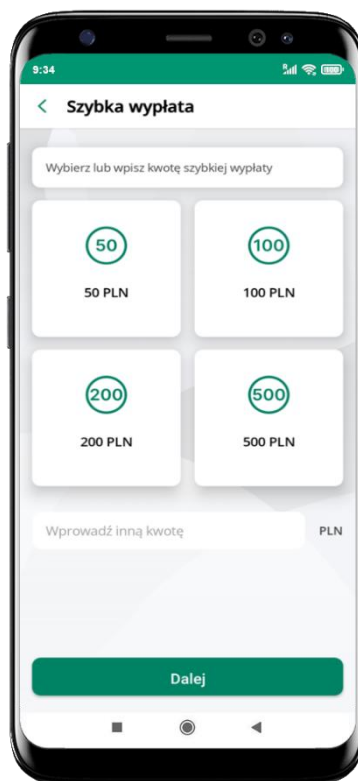 9:34
Szybka wypłata
Wybierz lub wpisz kwotę szybkiej wypłaty
50
100
50 PLN
100 PLN
200
500
200 PLN
500 PLN
Wprowadź inną kwotę
PLN
Dalej